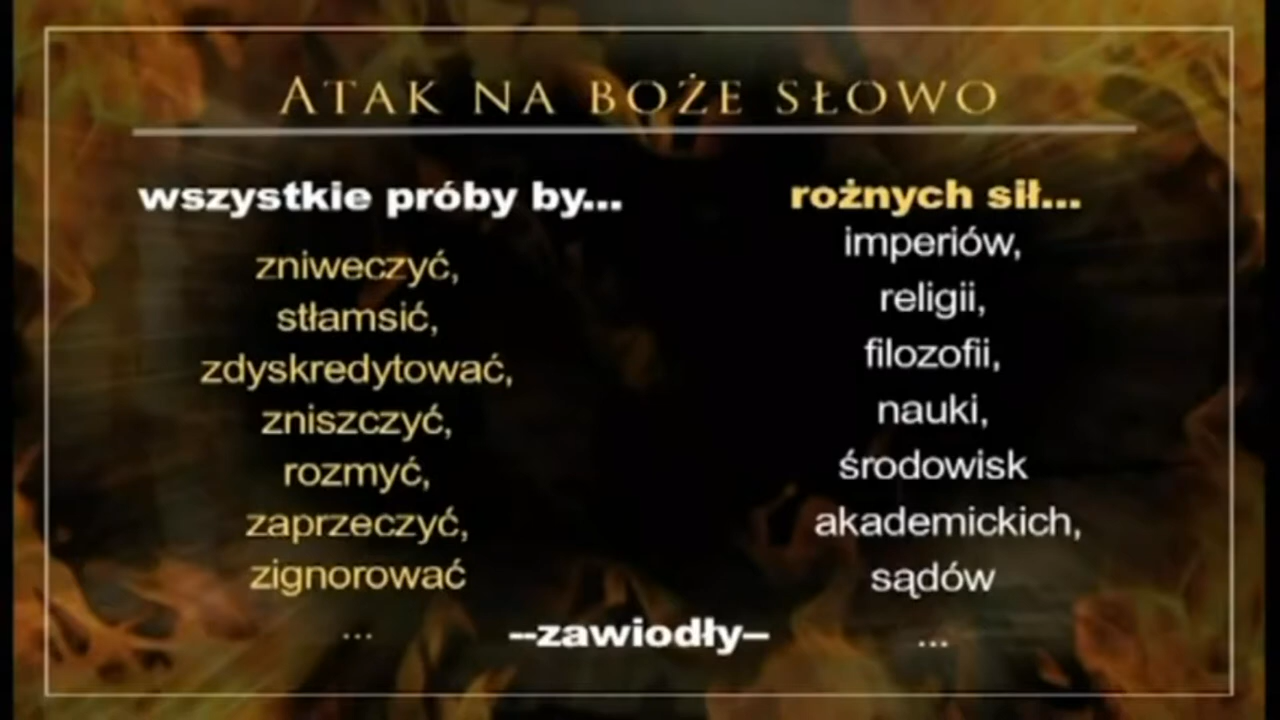 ATAK NA BOŻE SŁOWO
wszystkie próby by...
zniweczyć,
stłamsić,
zdyskredytować,
zniszczyć,
rozmyć,
zaprzeczyć,
zignorować
...
rożnych sił...
imperiów,
religii,
filozofii,
nauki,
środowisk
akademickich,
sądów
...
--zawiodły–